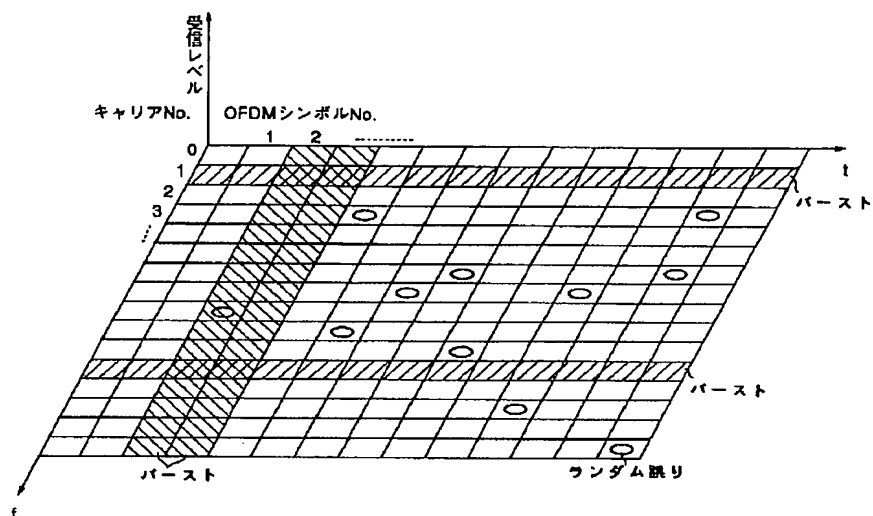 受信レベル
キャリアNo. OFDMシンボルNo.
1 2 ………
0
t
1
バースト
2
3
バースト
バースト
ランダム誤り
f